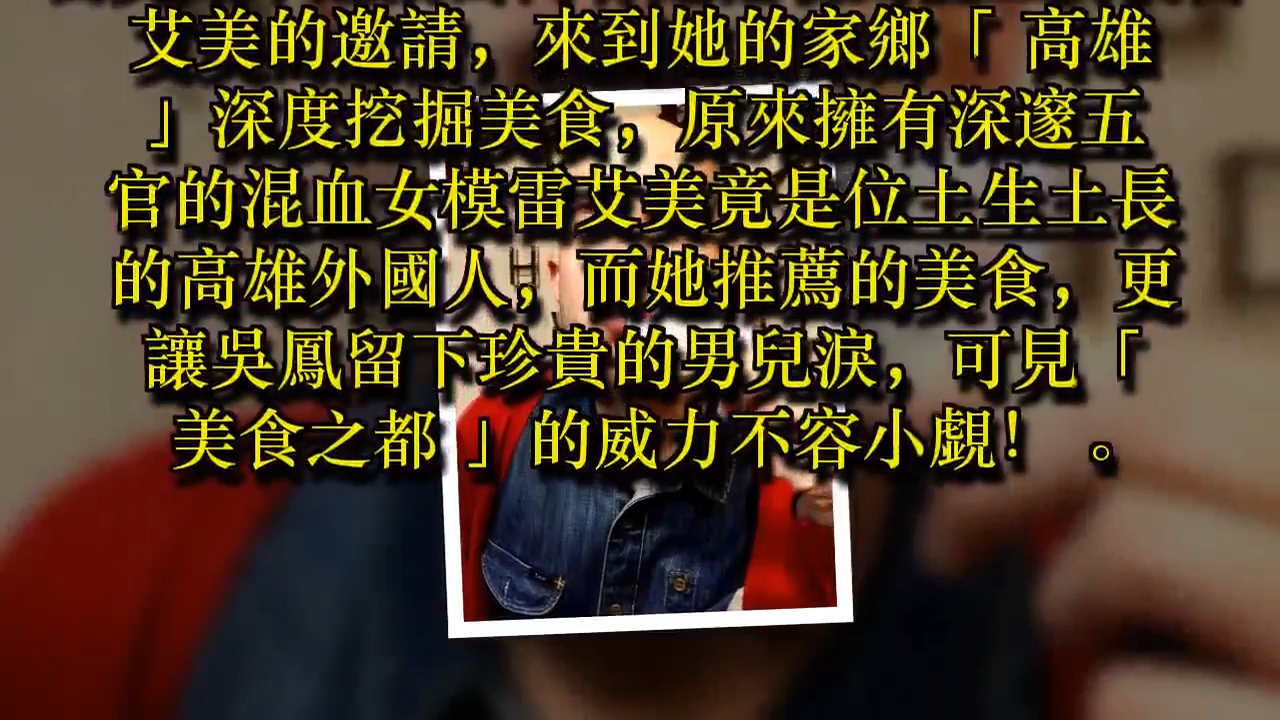 艾美的邀請，來到她的家鄉「 高雄
」深度挖掘美食，原來擁有深邃五
官的混血女模雷艾美竟是位土生土長
的高雄外國人，而她推薦的美食，更
讓吳鳳留下珍貴的男兒淚，可見「
美食之都 」的威力不容小覷！ 。